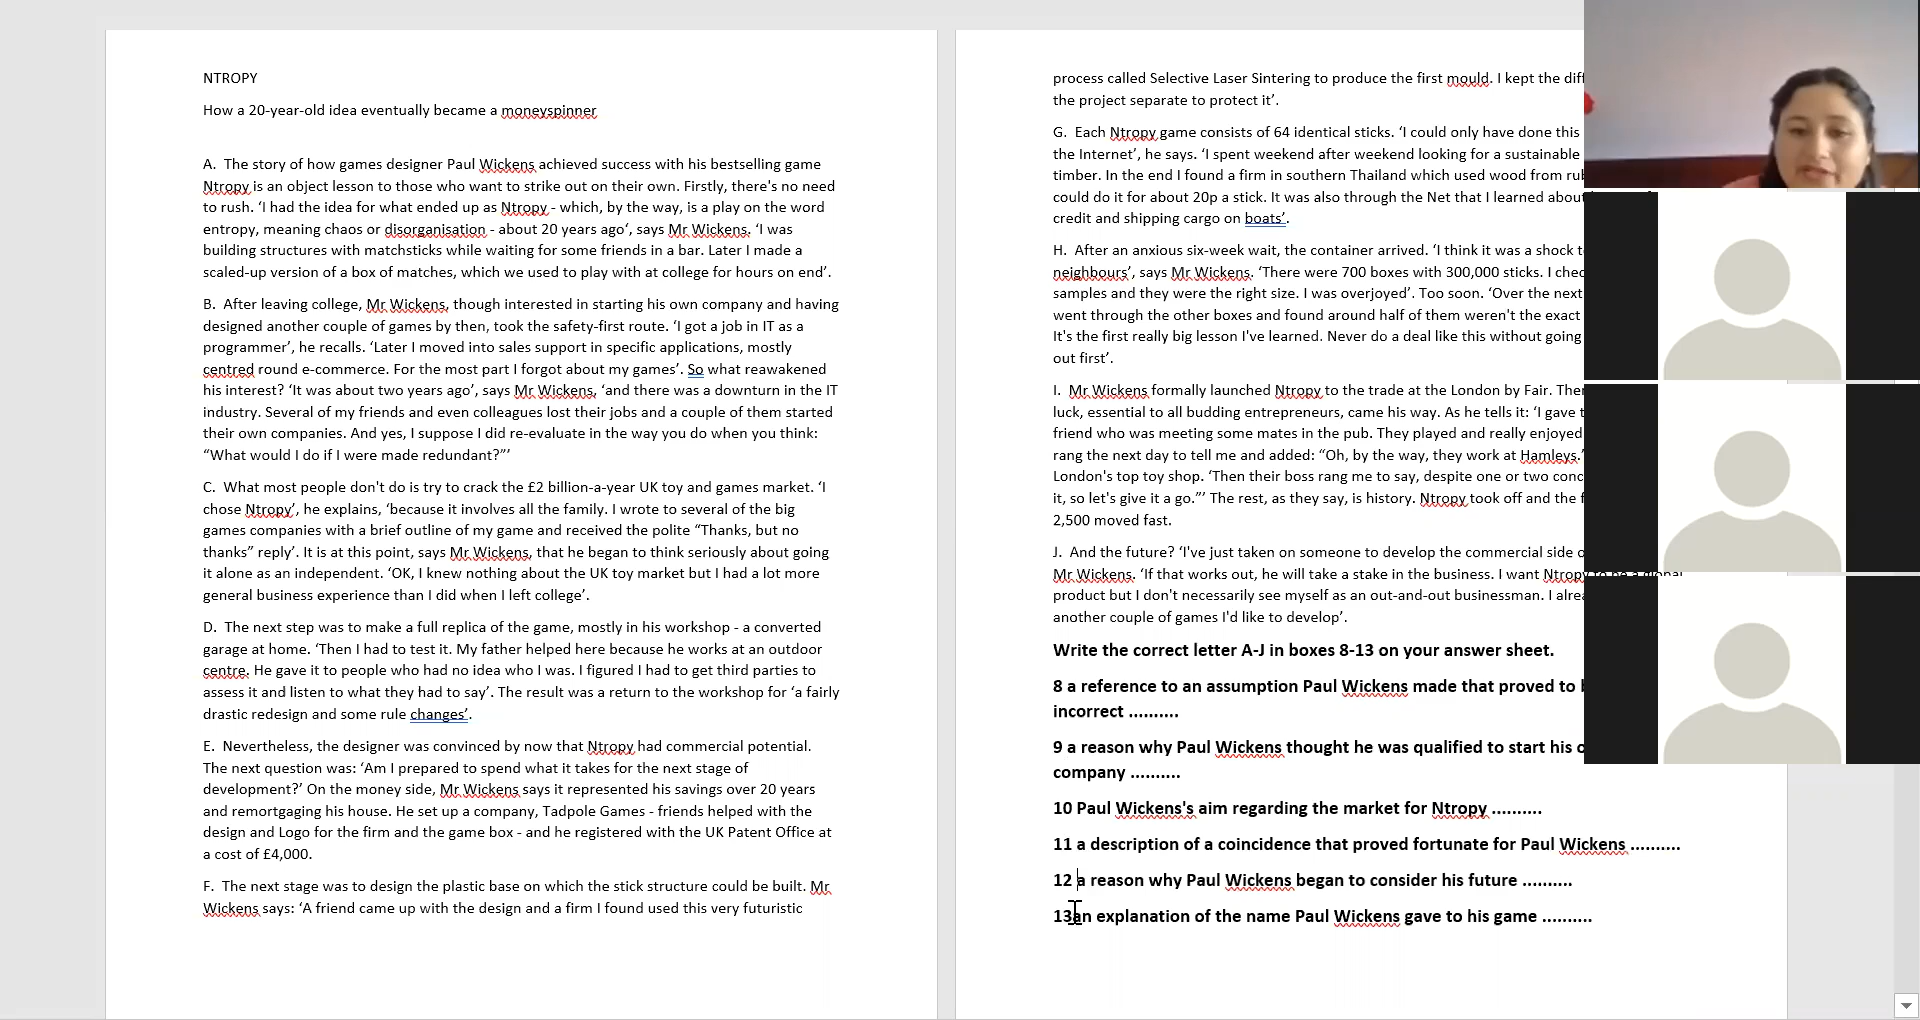 NTROPY
How a 20-year-old idea eventually became a moneyspinner
A. The story of how games designer Paul Wickens achieved success with his bestselling game
Ntropy is an object lesson to those who want to strike out on their own. Firstly, there's no need
to rush. ‘I had the idea for what ended up as Ntropy - which, by the way, is a play on the word
entropy, meaning chaos or disorganisation - about 20 years ago‘, says Mr Wickens. ‘I was
building structures with matchsticks while waiting for some friends in a bar. Later I made a
scaled-up version of a box of matches, which we used to play with at college for hours on end’.
B. After leaving college, Mr Wickens, though interested in starting his own company and having
designed another couple of games by then, took the safety-first route. ‘I got a job in IT as a
programmer’, he recalls. ‘Later I moved into sales support in specific applications, mostly
centred round e-commerce. For the most part I forgot about my games’. So what reawakened
his interest? ‘It was about two years ago’, says Mr Wickens, ‘and there was a downturn in the IT
industry. Several of my friends and even colleagues lost their jobs and a couple of them started
their own companies. And yes, I suppose I did re-evaluate in the way you do when you think:
“What would I do if I were made redundant?”’
C. What most people don't do is try to crack the £2 billion-a-year UK toy and games market. ‘I
chose Ntropy’, he explains, ‘because it involves all the family. I wrote to several of the big
games companies with a brief outline of my game and received the polite “Thanks, but no
thanks” reply’. It is at this point, says Mr Wickens, that he began to think seriously about going
it alone as an independent. ‘OK, I knew nothing about the UK toy market but I had a lot more
general business experience than I did when I left college’.
D. The next step was to make a full replica of the game, mostly in his workshop - a converted
garage at home. ‘Then I had to test it. My father helped here because he works at an outdoor
centre. He gave it to people who had no idea who I was. I figured I had to get third parties to
assess it and listen to what they had to say’. The result was a return to the workshop for ‘a fairly
drastic redesign and some rule changes’.
E. Nevertheless, the designer was convinced by now that Ntropy had commercial potential.
The next question was: ‘Am I prepared to spend what it takes for the next stage of
development?’ On the money side, Mr Wickens says it represented his savings over 20 years
and remortgaging his house. He set up a company, Tadpole Games - friends helped with the
design and Logo for the firm and the game box - and he registered with the UK Patent Office at
a cost of £4,000.
F. The next stage was to design the plastic base on which the stick structure could be built. Mr
Wickens says: ‘A friend came up with the design and a firm I found used this very futuristic
process called Selective Laser Sintering to produce the first mould. I kept the
the project separate to protect it’.
G. Each Ntropy game consists of 64 identical sticks. ‘I could only have done this
the Internet’, he says. ‘I spent weekend after weekend looking for a sustainable
timber. In the end I found a firm in southern Thailand which used wood from
could do it for about 20p a stick. It was also through the Net that I learned about
credit and shipping cargo on boats’.
H. After an anxious six-week wait, the container arrived. ‘I think it was a shock
neighbours’, says Mr Wickens. ‘There were 700 boxes with 300,000 sticks. I
samples and they were the right size. I was overjoyed’. Too soon. ‘Over the next
went through the other boxes and found around half of them weren't the exact
It's the first really big lesson I've learned. Never do a deal like this without going
out first’.
I. Mr Wickens formally launched Ntropy to the trade at the London by Fair.
luck, essential to all budding entrepreneurs, came his way. As he tells it: ‘I gave
friend who was meeting some mates in the pub. They played and really enjoyed
rang the next day to tell me and added: “Oh, by the way, they work at Hamleys.”
London's top toy shop. ‘Then their boss rang me to say, despite one or two
it, so let's give it a go.”’ The rest, as they say, is history. Ntropy took off and the
2,500 moved fast.
J. And the future? ‘I've just taken on someone to develop the commercial side
Mr Wickens. ‘If that works out, he will take a stake in the business. I want Ntropy to be a global
product but I don't necessarily see myself as an out-and-out businessman. I
another couple of games I'd like to develop’.
Write the correct letter A-J in boxes 8-13 on your answer sheet.
8 a reference to an assumption Paul Wickens made that proved to
incorrect ..........
9 a reason why Paul Wickens thought he was qualified to start his
company ..........
10 Paul Wickens's aim regarding the market for Ntropy ..........
11 a description of a coincidence that proved fortunate for Paul Wickens ..........
12 a reason why Paul Wickens began to consider his future ..........
13an explanation of the name Paul Wickens gave to his game ..........